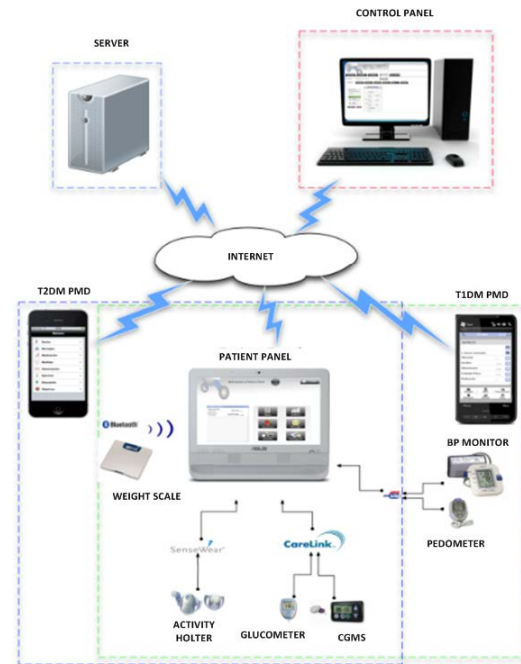 CONTROL PANEL
SERVER
INTERNET
T2DM PMD
T1DM PMD
PATIENT PANEL
Bluetooth
ASUS
BP MONITOR
WEIGHT SCALE
SenseWear
CareLink
PEDOMETER
ACTIVITY
HOLTER
GLUCOMETER
CGMS